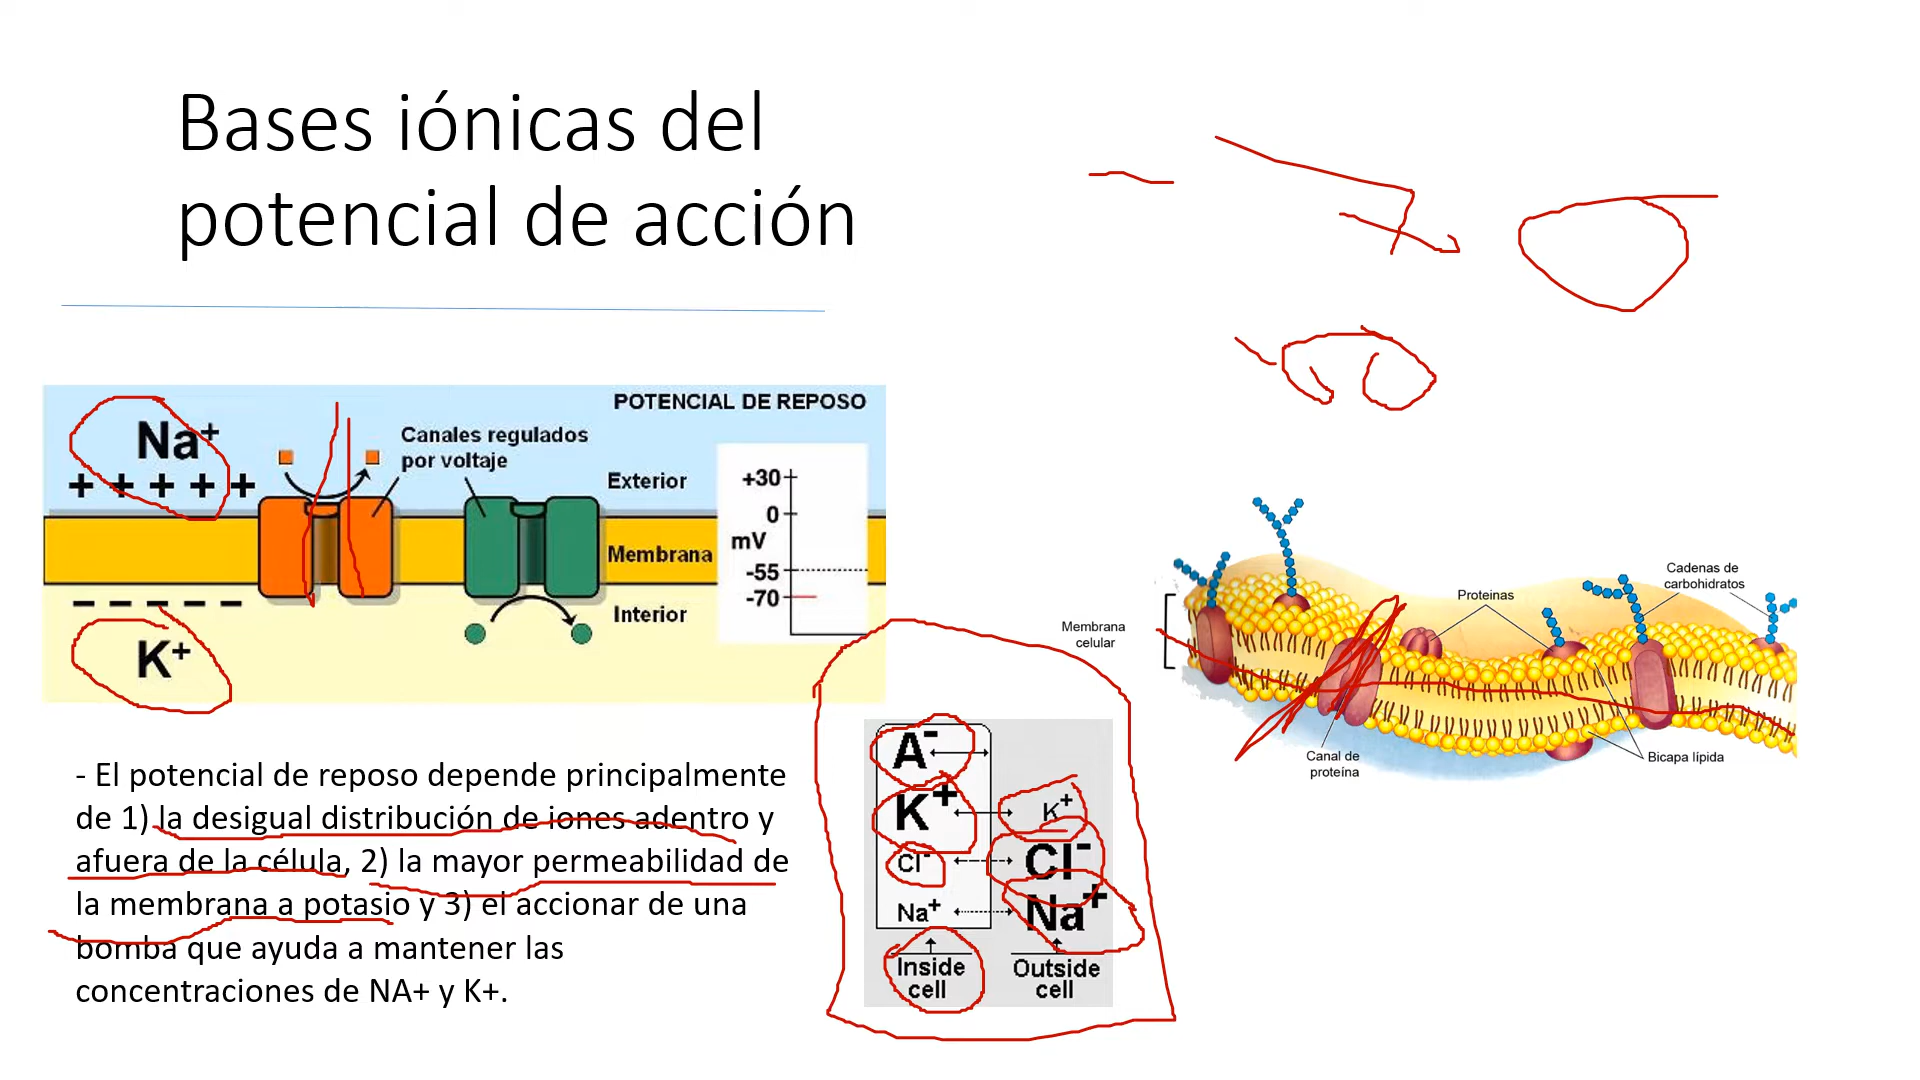 Bases iónicas del
potencial de acción
POTENCIAL DE REPOSO
Na+
+ + + + +
Canales regulados
por voltaje
Exterior
Membrana
Interior
+30
0
mV
-55
-70
- - - - -
K+
- El potencial de reposo depende principalmente
de 1) la desigual distribución de iones adentro y
afuera de la célula, 2) la mayor permeabilidad de
la membrana a potasio y 3) el accionar de una
bomba que ayuda a mantener las
concentraciones de NA+ y K+.
A-
K+ K+
Cl- Cl-
Na+ Na+
Inside
cell
Outside
cell
Membrana
celular
Proteinas
Cadenas de
carbohidratos
Canal de
proteína
Bicapa lípida